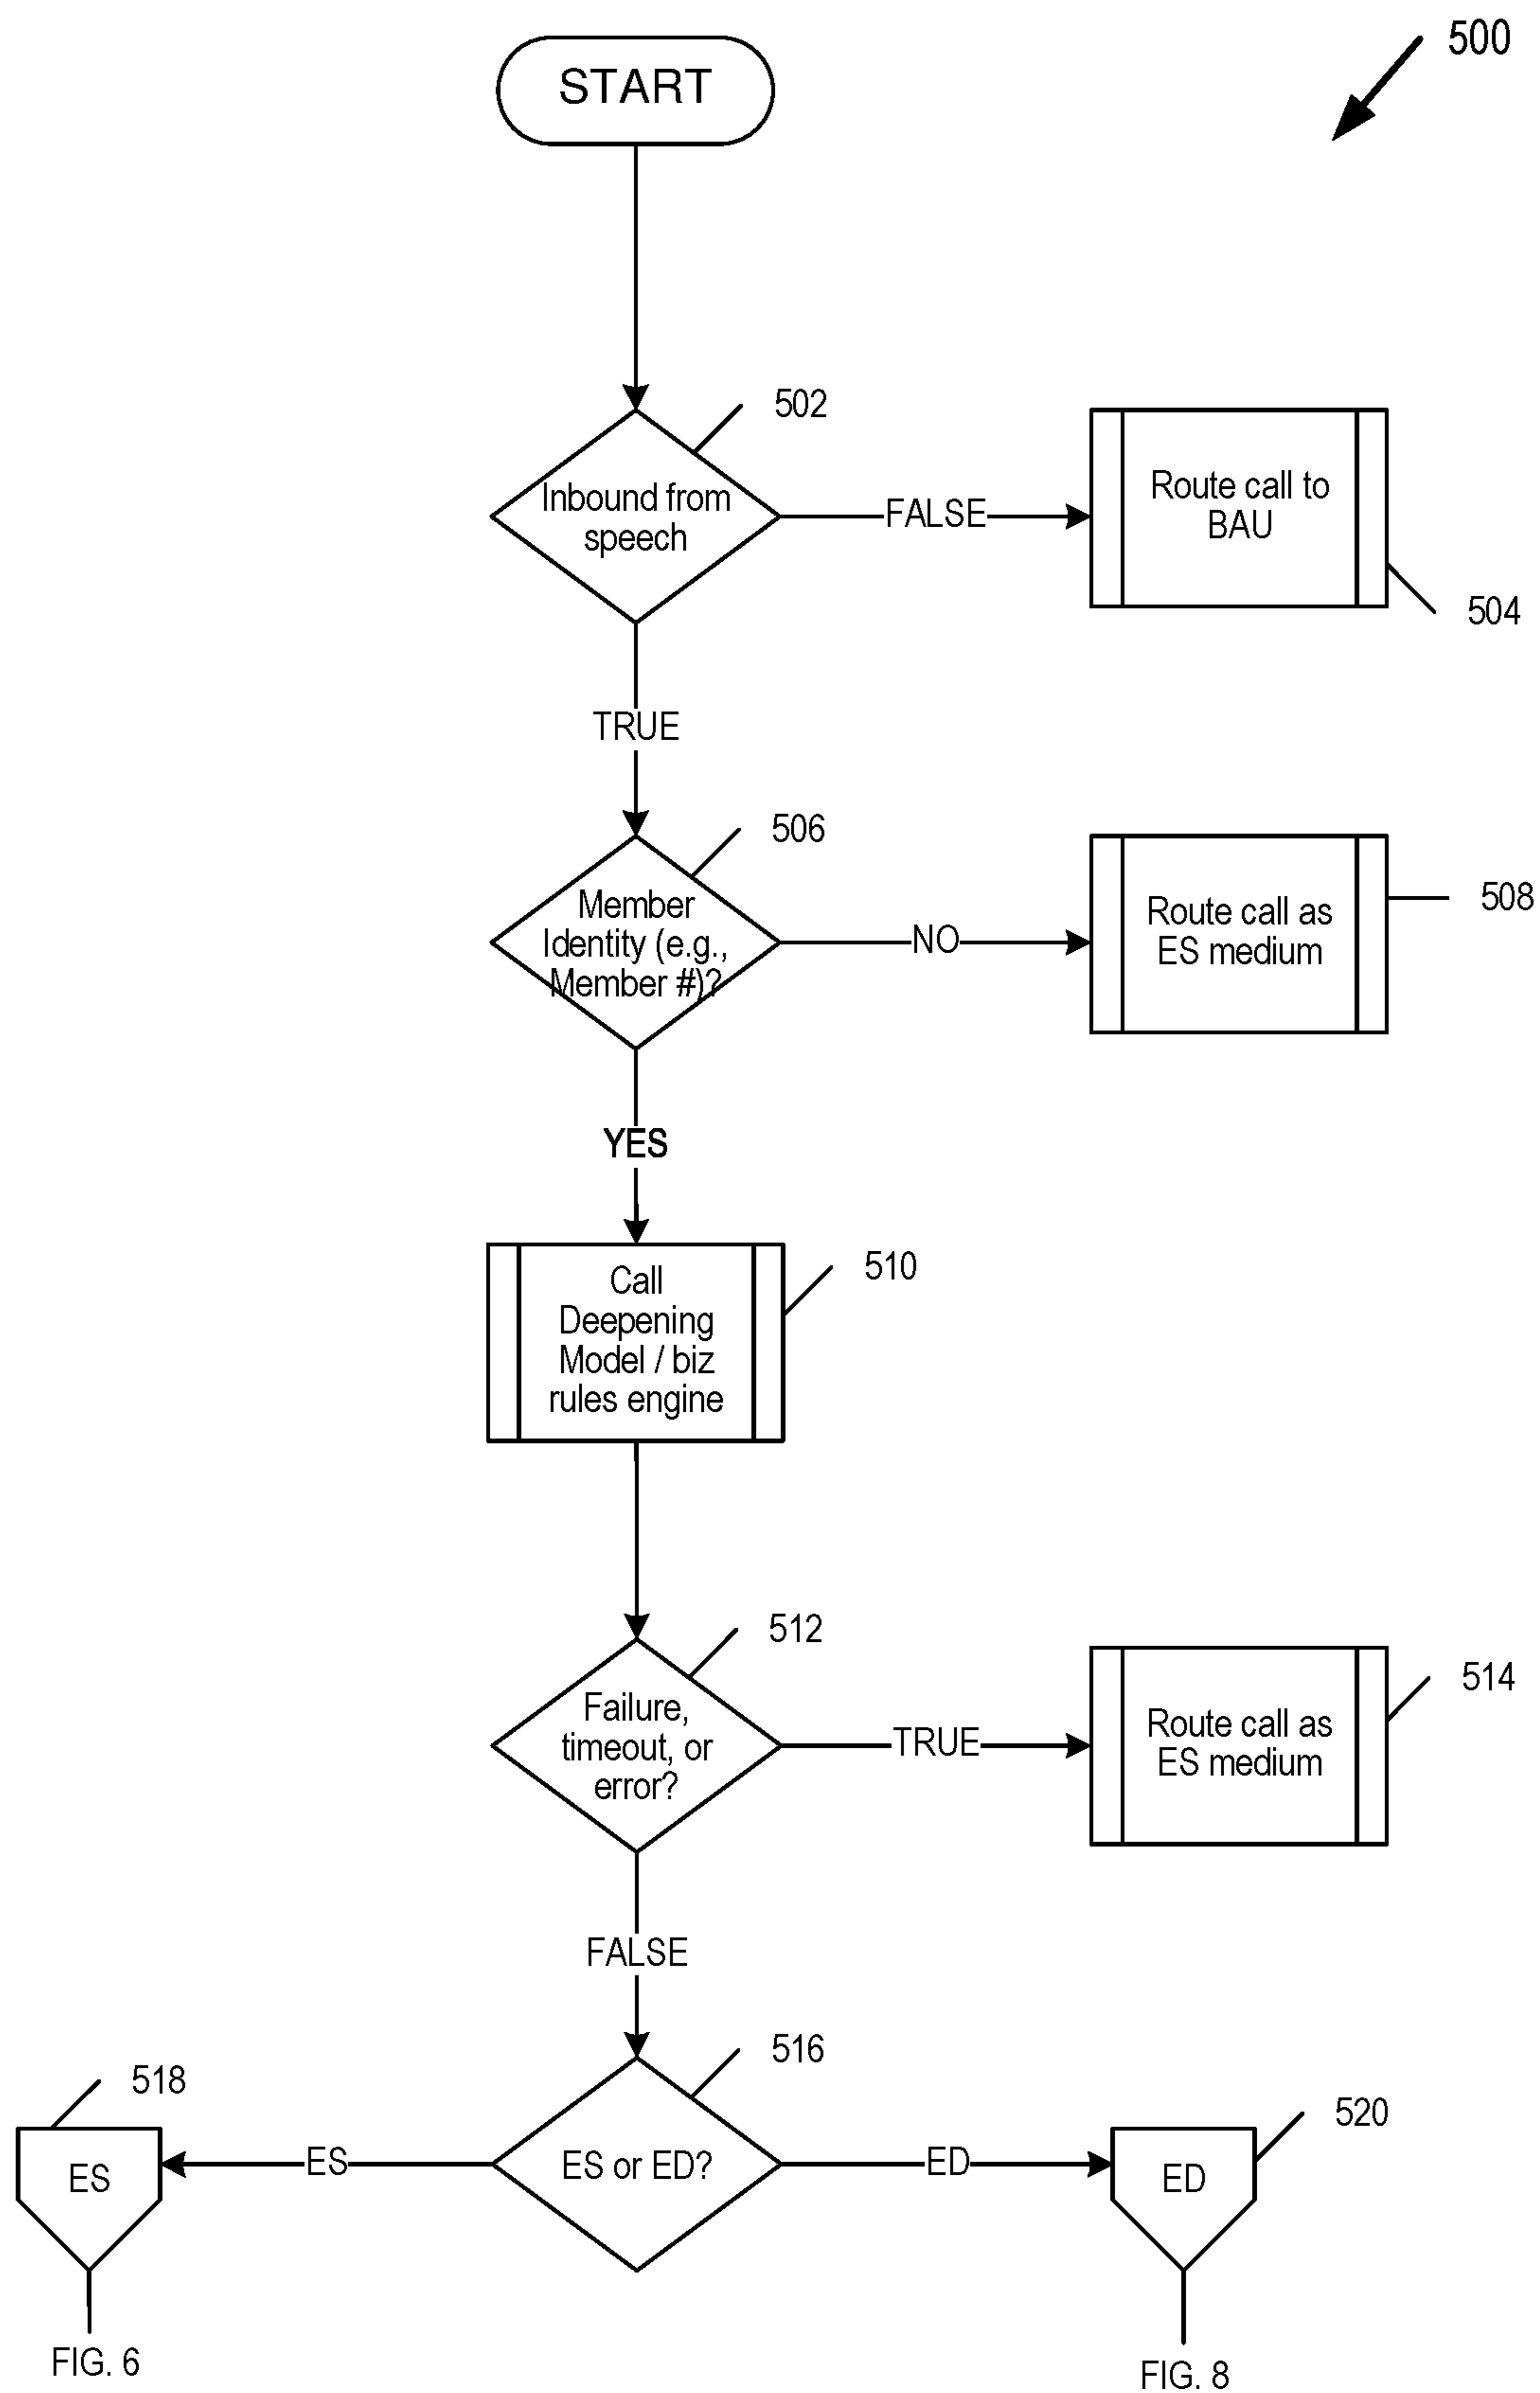 500
START
502
Inbound from
speech
FALSE
Route call to
BAU
504
TRUE
506
Member
Identity (e.g.,
Member #)?
NO
Route call as
ES medium
508
YES
510
Call
Deepening
Model / biz
rules engine
512
Failure,
timeout, or
error?
TRUE
Route call as
ES medium
514
FALSE
516
518
ES
ES
ES or ED?
ED
ED
520
FIG. 6
FIG. 8